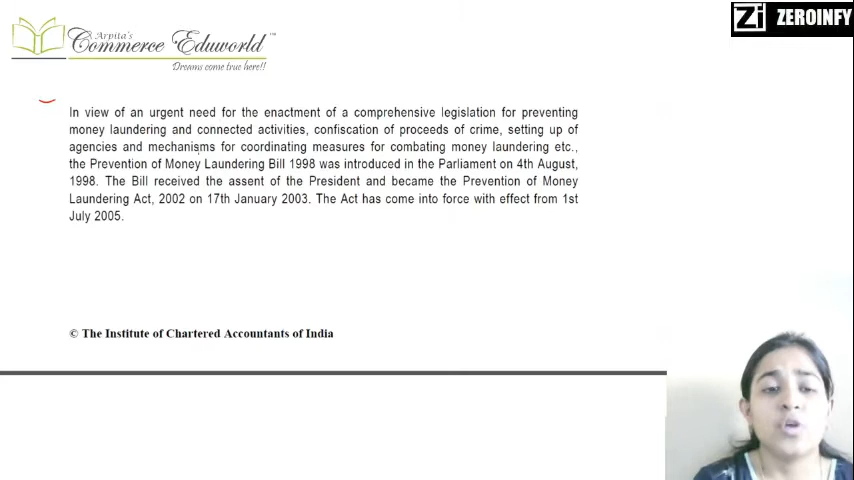 Zi ZEROINFY
Arpita's
Commerce Eduworld™
Dreams come true here!!
In view of an urgent need for the enactment of a comprehensive legislation for preventing
money laundering and connected activities, confiscation of proceeds of crime, setting up of
agencies and mechanisms for coordinating measures for combating money laundering etc.,
the Prevention of Money Laundering Bill 1998 was introduced in the Parliament on 4th August,
1998. The Bill received the assent of the President and became the Prevention of Money
Laundering Act, 2002 on 17th January 2003. The Act has come into force with effect from 1st
July 2005.
© The Institute of Chartered Accountants of India